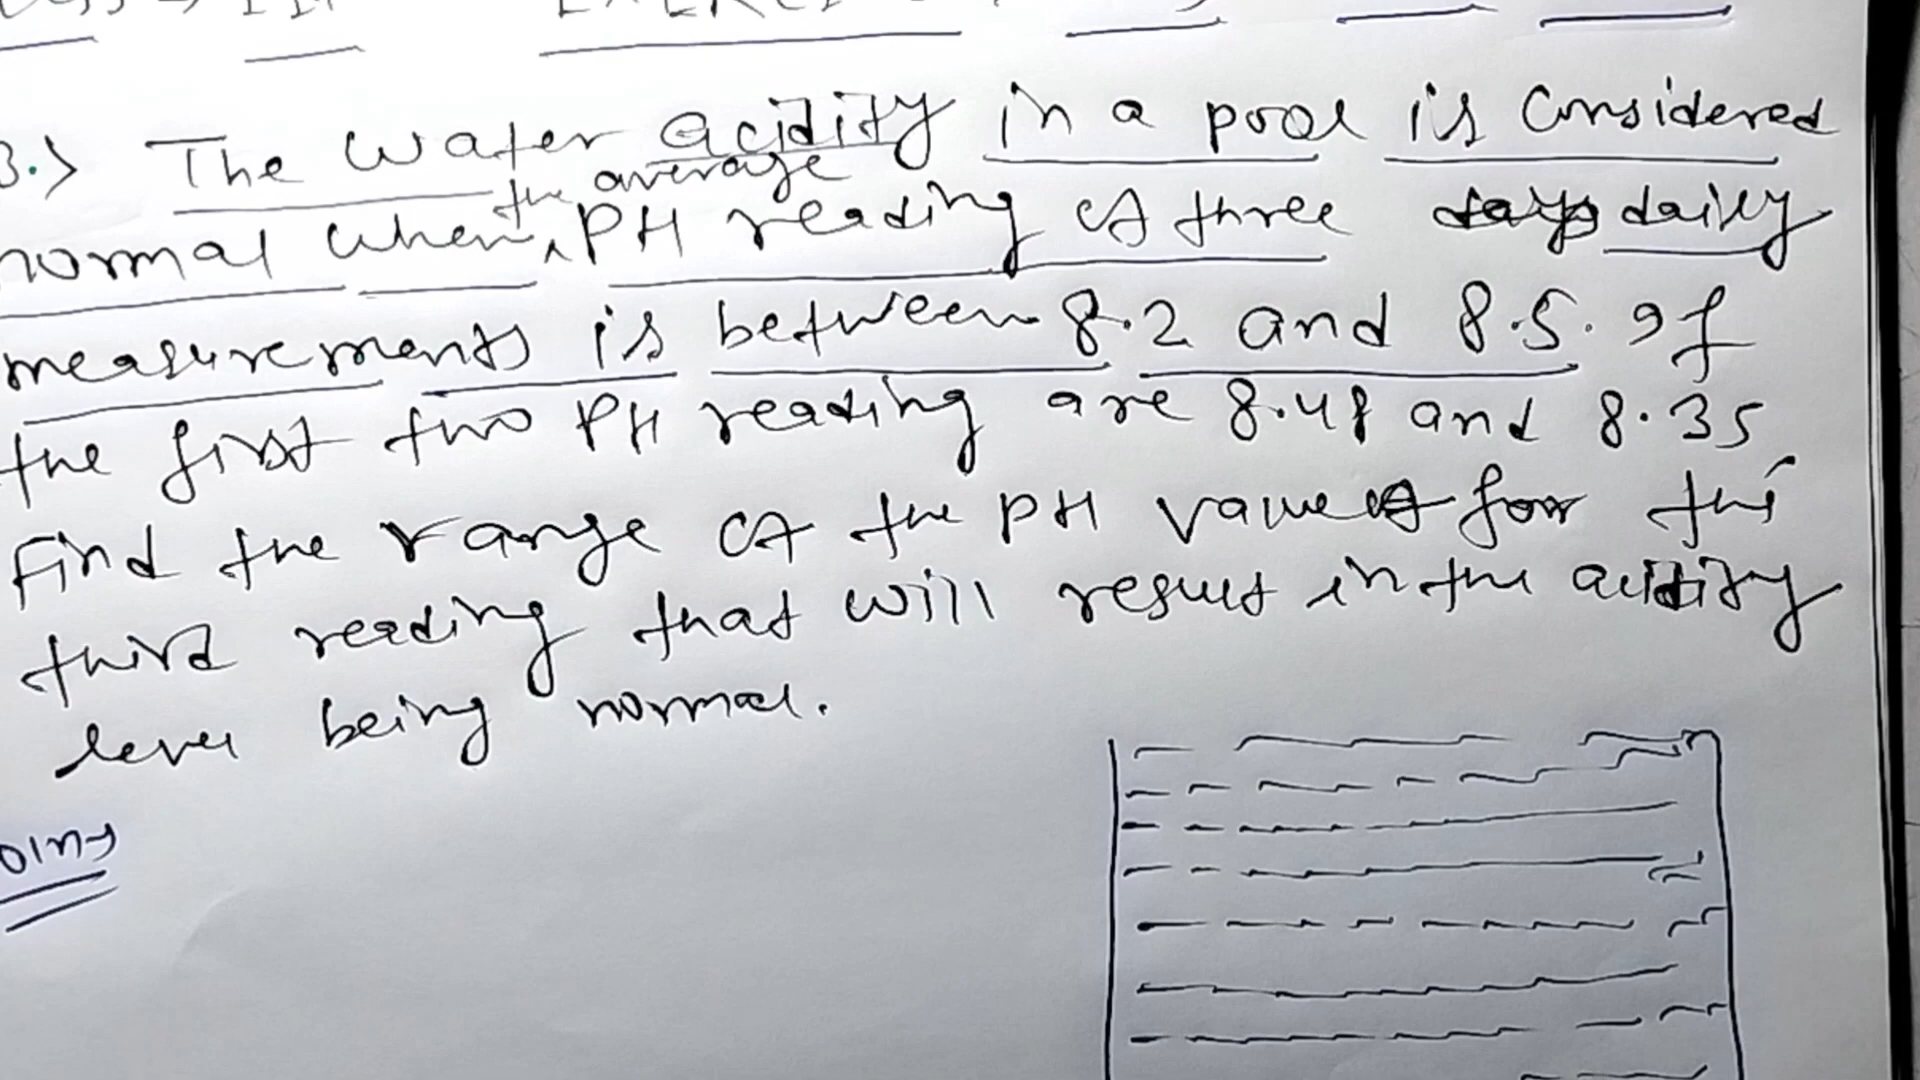 3.> The water acidity in a pool is considered
normal when the average PH reading of three days daily
measurements is between 8.2 and 8.5. If
the first two PH reading are 8.48 and 8.35
Find the range of the PH value for the
third reading that will result in the acidity
level being normal.